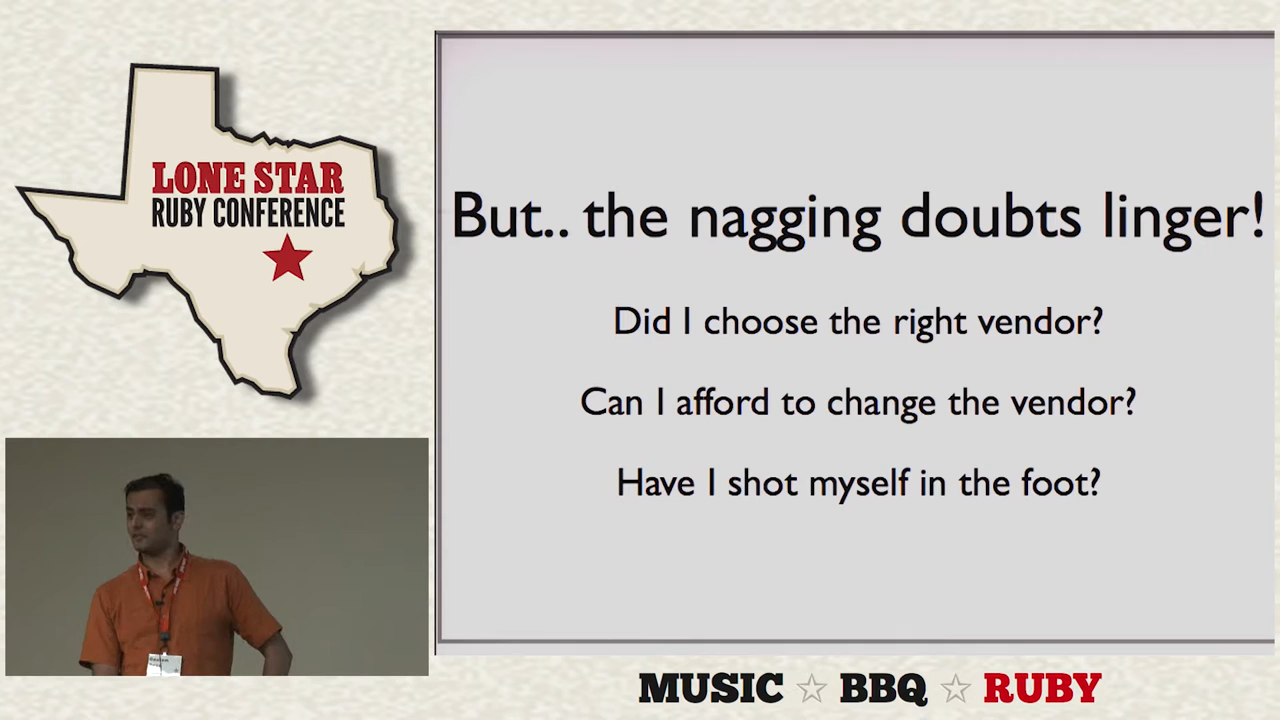 LONE STAR
RUBY CONFERENCE
But.. the nagging doubts linger!
Did I choose the right vendor?
Can I afford to change the vendor?
Have I shot myself in the foot?
MUSIC ☆ BBQ ☆ RUBY